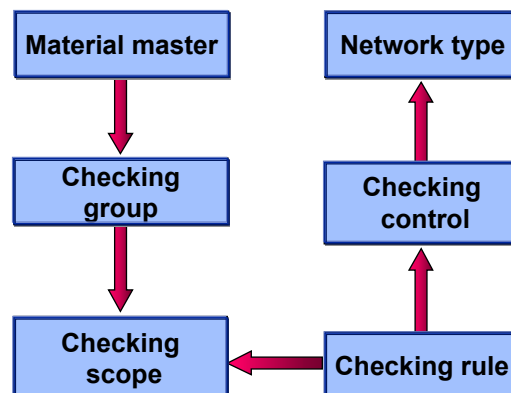 Material master
Network type
Checking
group
Checking
control
Checking
scope
Checking rule